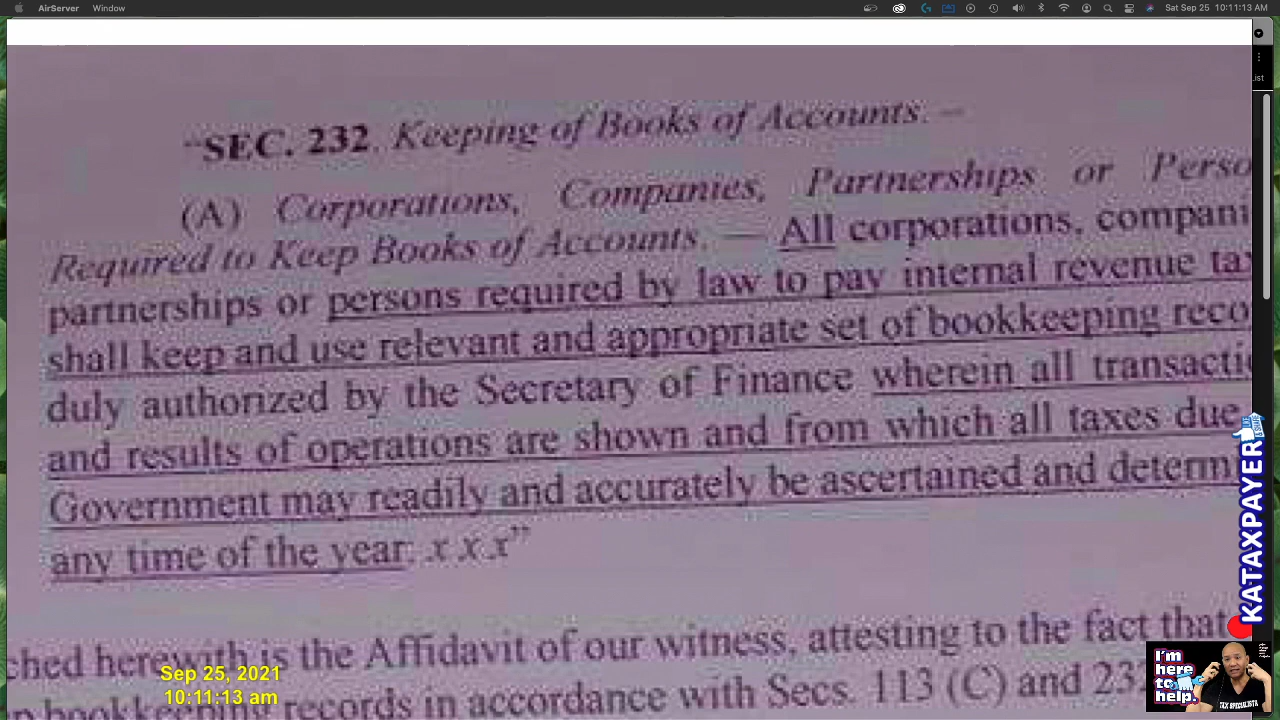 AirServer Window Sat Sep 25 10:11:13 AM
"SEC. 232. Keeping of Books of Accounts. –
(A) Corporations, Companies, Partnerships or Perso
Required to Keep Books of Accounts. — All corporations, compani
partnerships or persons required by law to pay internal revenue tax
shall keep and use relevant and appropriate set of bookkeeping reco
duly authorized by the Secretary of Finance wherein all transacti
and results of operations are shown and from which all taxes due
Government may readily and accurately be ascertained and determi
any time of the year. x x x"
ched herewith is the Affidavit of our witness, attesting to the fact that
bookkeeping records in accordance with Secs. 113 (C) and 23
Sep 25, 2021
10:11:13 am
KATAXPAYER
I'm
here
to
help.
TAX SPECIALISTA